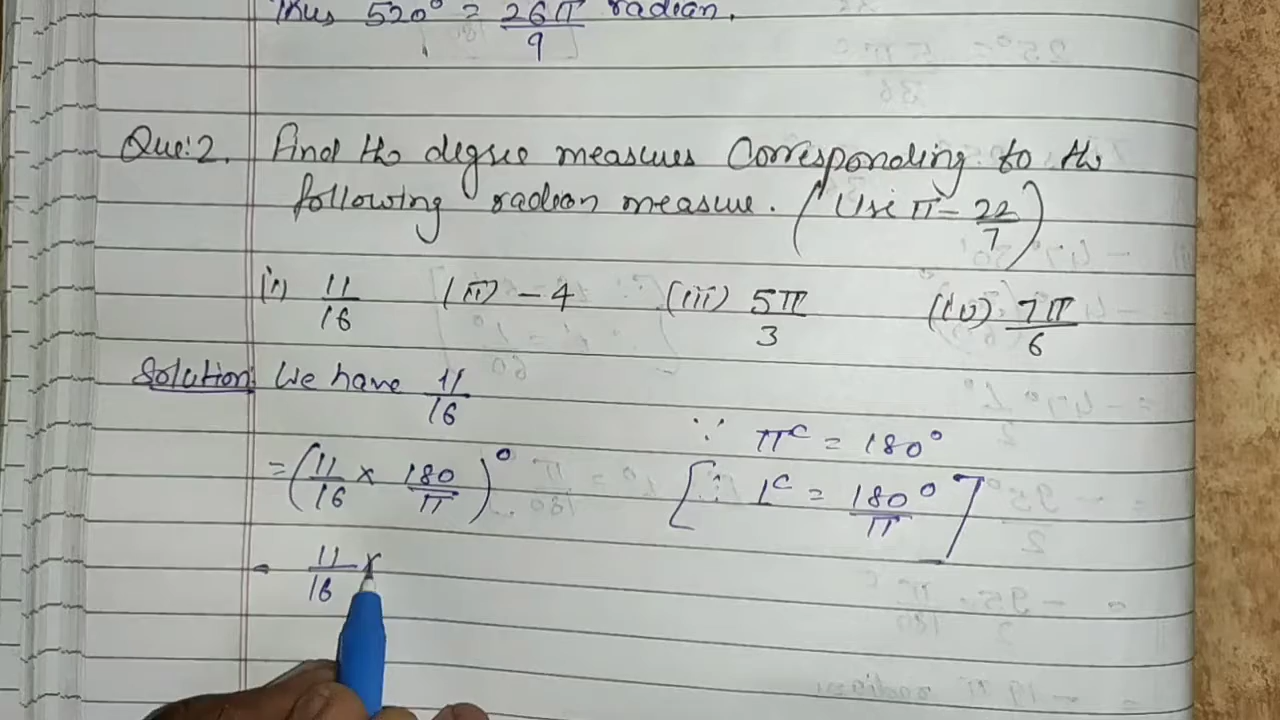 Thus 520° = 26π/9 radian.
Que:2. Find the degree measures Corresponding to the
following radian measure. (Use π = 22/7)
(i) 11/16 (ii) - 4 (iii) 5π/3 (iv) 7π/6
Solution: We have 11/16
∵ πᶜ = 180°
= (11/16 × 180/π)° [∵ 1ᶜ = 180°/π]
= 11/16 ×